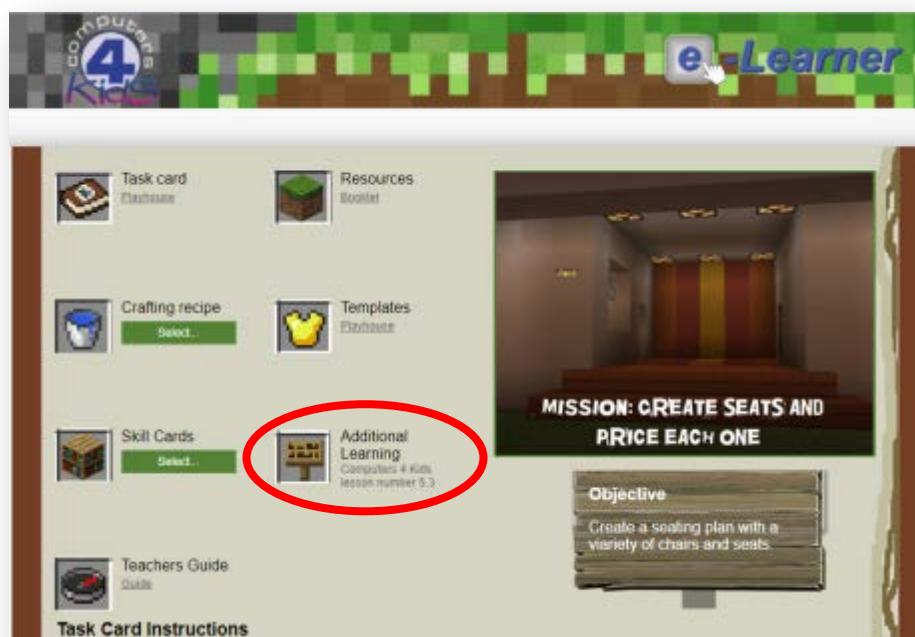 computers
4
Kids
e-Learner
Task card
Playhouse
Resources
Booklet
Crafting recipe
Select...
Templates
Playhouse
Skill Cards
Select...
Additional
Learning
Computers 4 Kids
lesson number 5.3
Teachers Guide
Guide
MISSION: CREATE SEATS AND
PRICE EACH ONE
Objective
Create a seating plan with a
viariety of chairs and seats.
Task Card Instructions